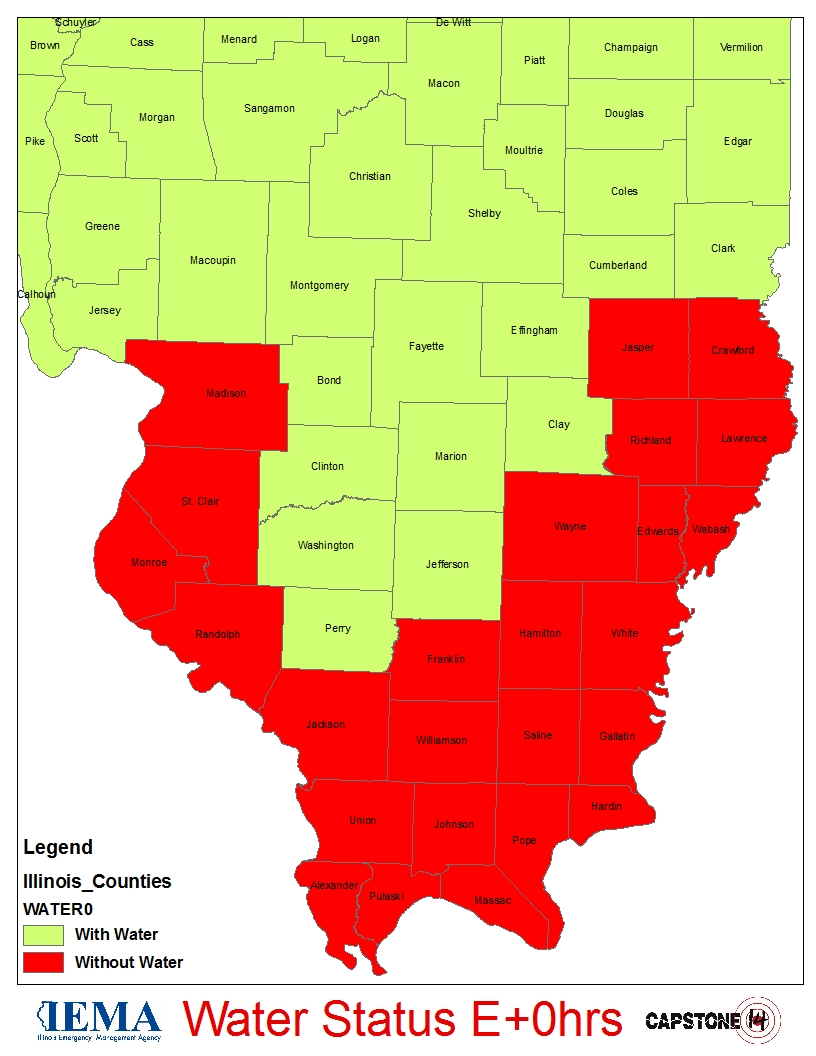 Schuyler
De Witt
Brown
Cass
Menard
Logan
Champaign
Vermilion
Piatt
Macon
Sangamon
Morgan
Douglas
Pike
Scott
Edgar
Moultrie
Christian
Coles
Shelby
Greene
Clark
Macoupin
Cumberland
Montgomery
Calhoun
Jersey
Effingham
Fayette
Jasper
Crawford
Bond
Madison
Clay
Richland
Lawrence
Marion
Clinton
St. Clair
Wayne
Edwards
Wabash
Washington
Monroe
Jefferson
Perry
Randolph
Hamilton
White
Franklin
Jackson
Williamson
Saline
Gallatin
Hardin
Union
Johnson
Pope
Alexander
Pulaski
Massac
Legend
Illinois_Counties
WATER0
With Water
Without Water
IEMA
Illinois Emergency Management Agency
Water Status E+0hrs
CAPSTONE 14